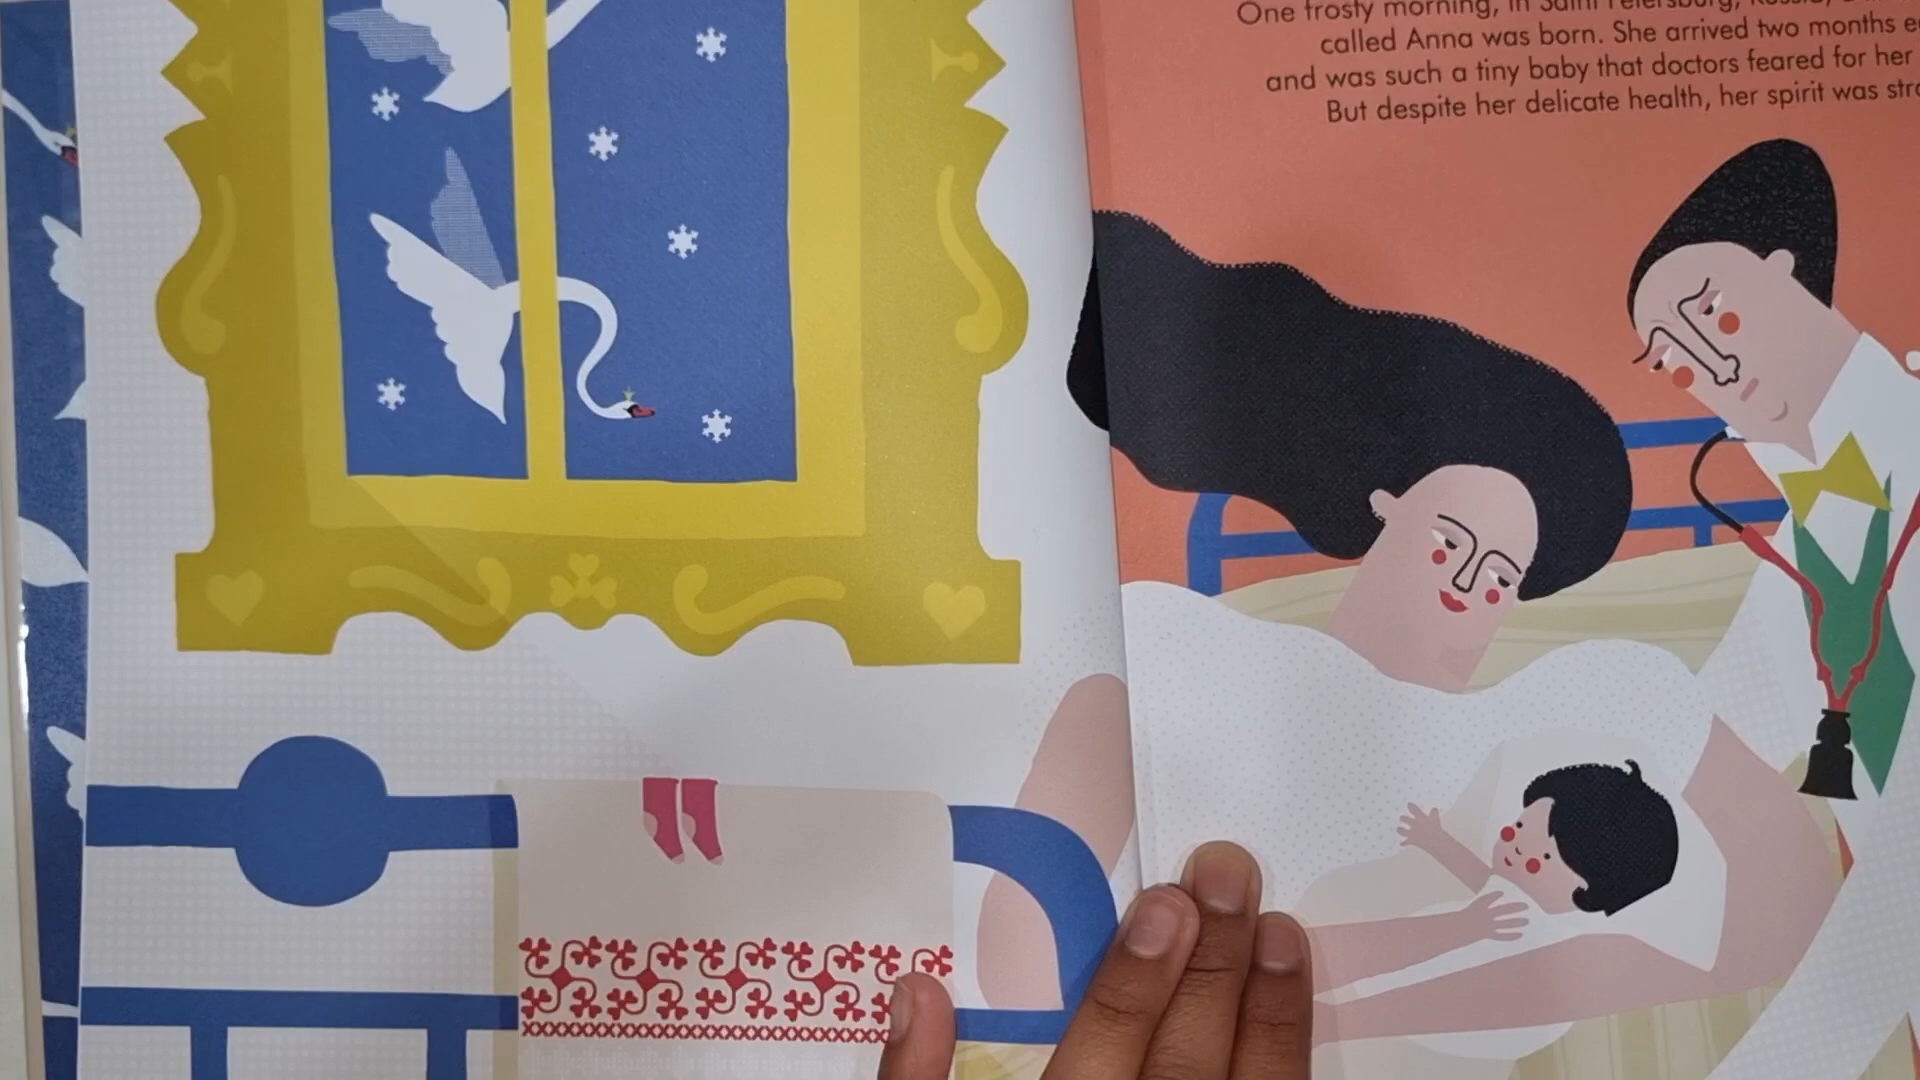 One frosty morning, in Saint Petersburg, Russia,
called Anna was born. She arrived two months
and was such a tiny baby that doctors feared for her
But despite her delicate health, her spirit was